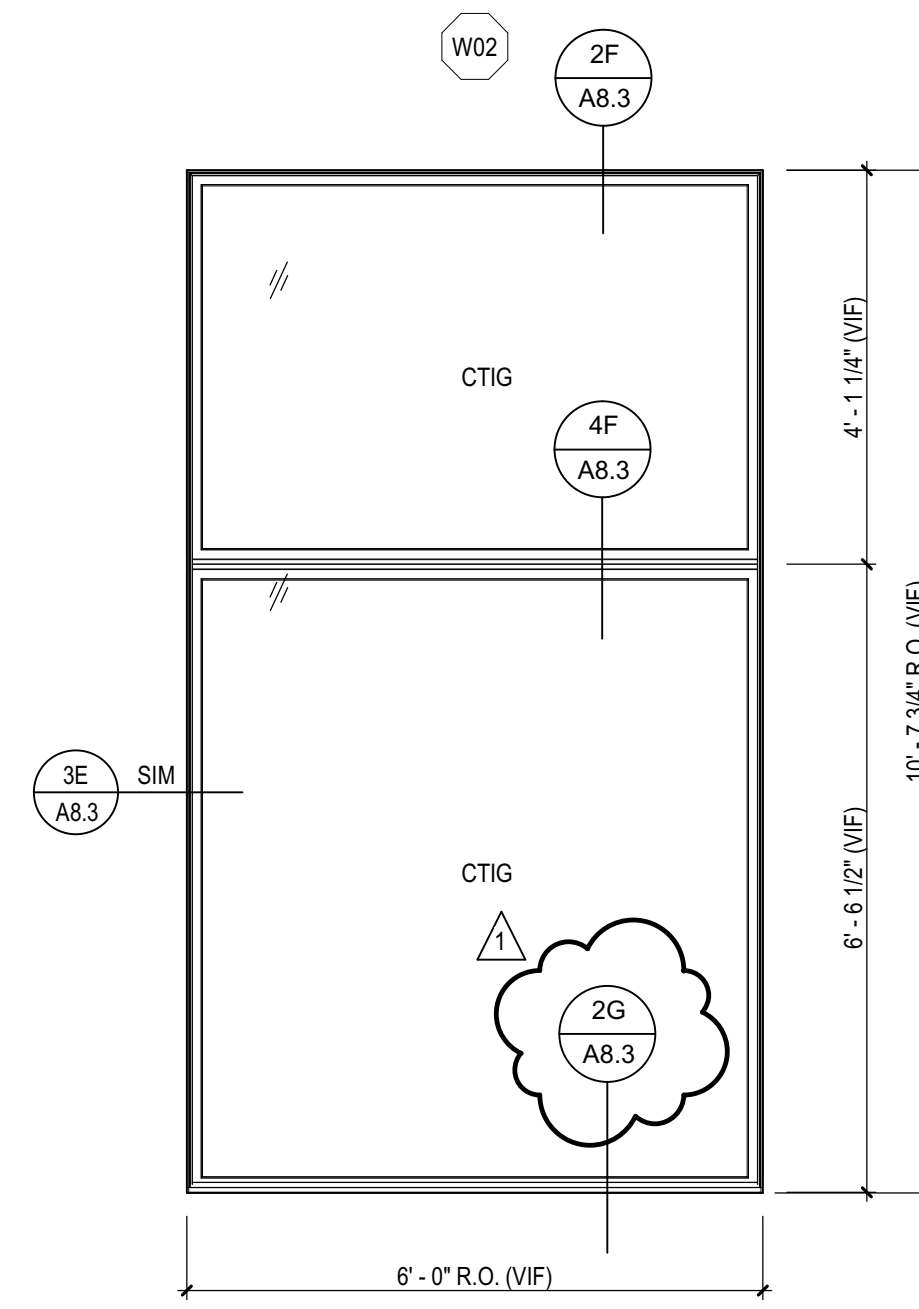 W02
2F
A8.3
CTIG
4' - 1 1/4" (VIF)
4F
A8.3
10' - 7 3/4" R.O. (VIF)
3E
SIM
A8.3
6' - 6 1/2" (VIF)
CTIG
1
2G
A8.3
6' - 0" R.O. (VIF)